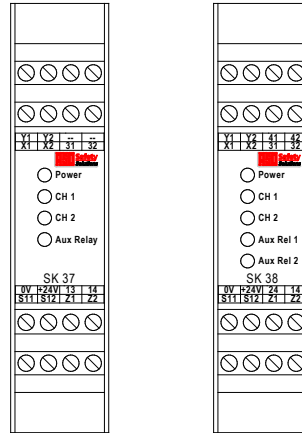 Y1 Y2 -- --
X1 X2 31 32
Safety
Power
CH 1
CH 2
Aux Relay
SK 37
0V +24V 13 14
S11 S12 Z1 Z2
Y1 Y2 41 42
X1 X2 31 32
Safety
Power
CH 1
CH 2
Aux Rel 1
Aux Rel 2
SK 38
0V +24V 24 14
S11 S12 Z1 Z2